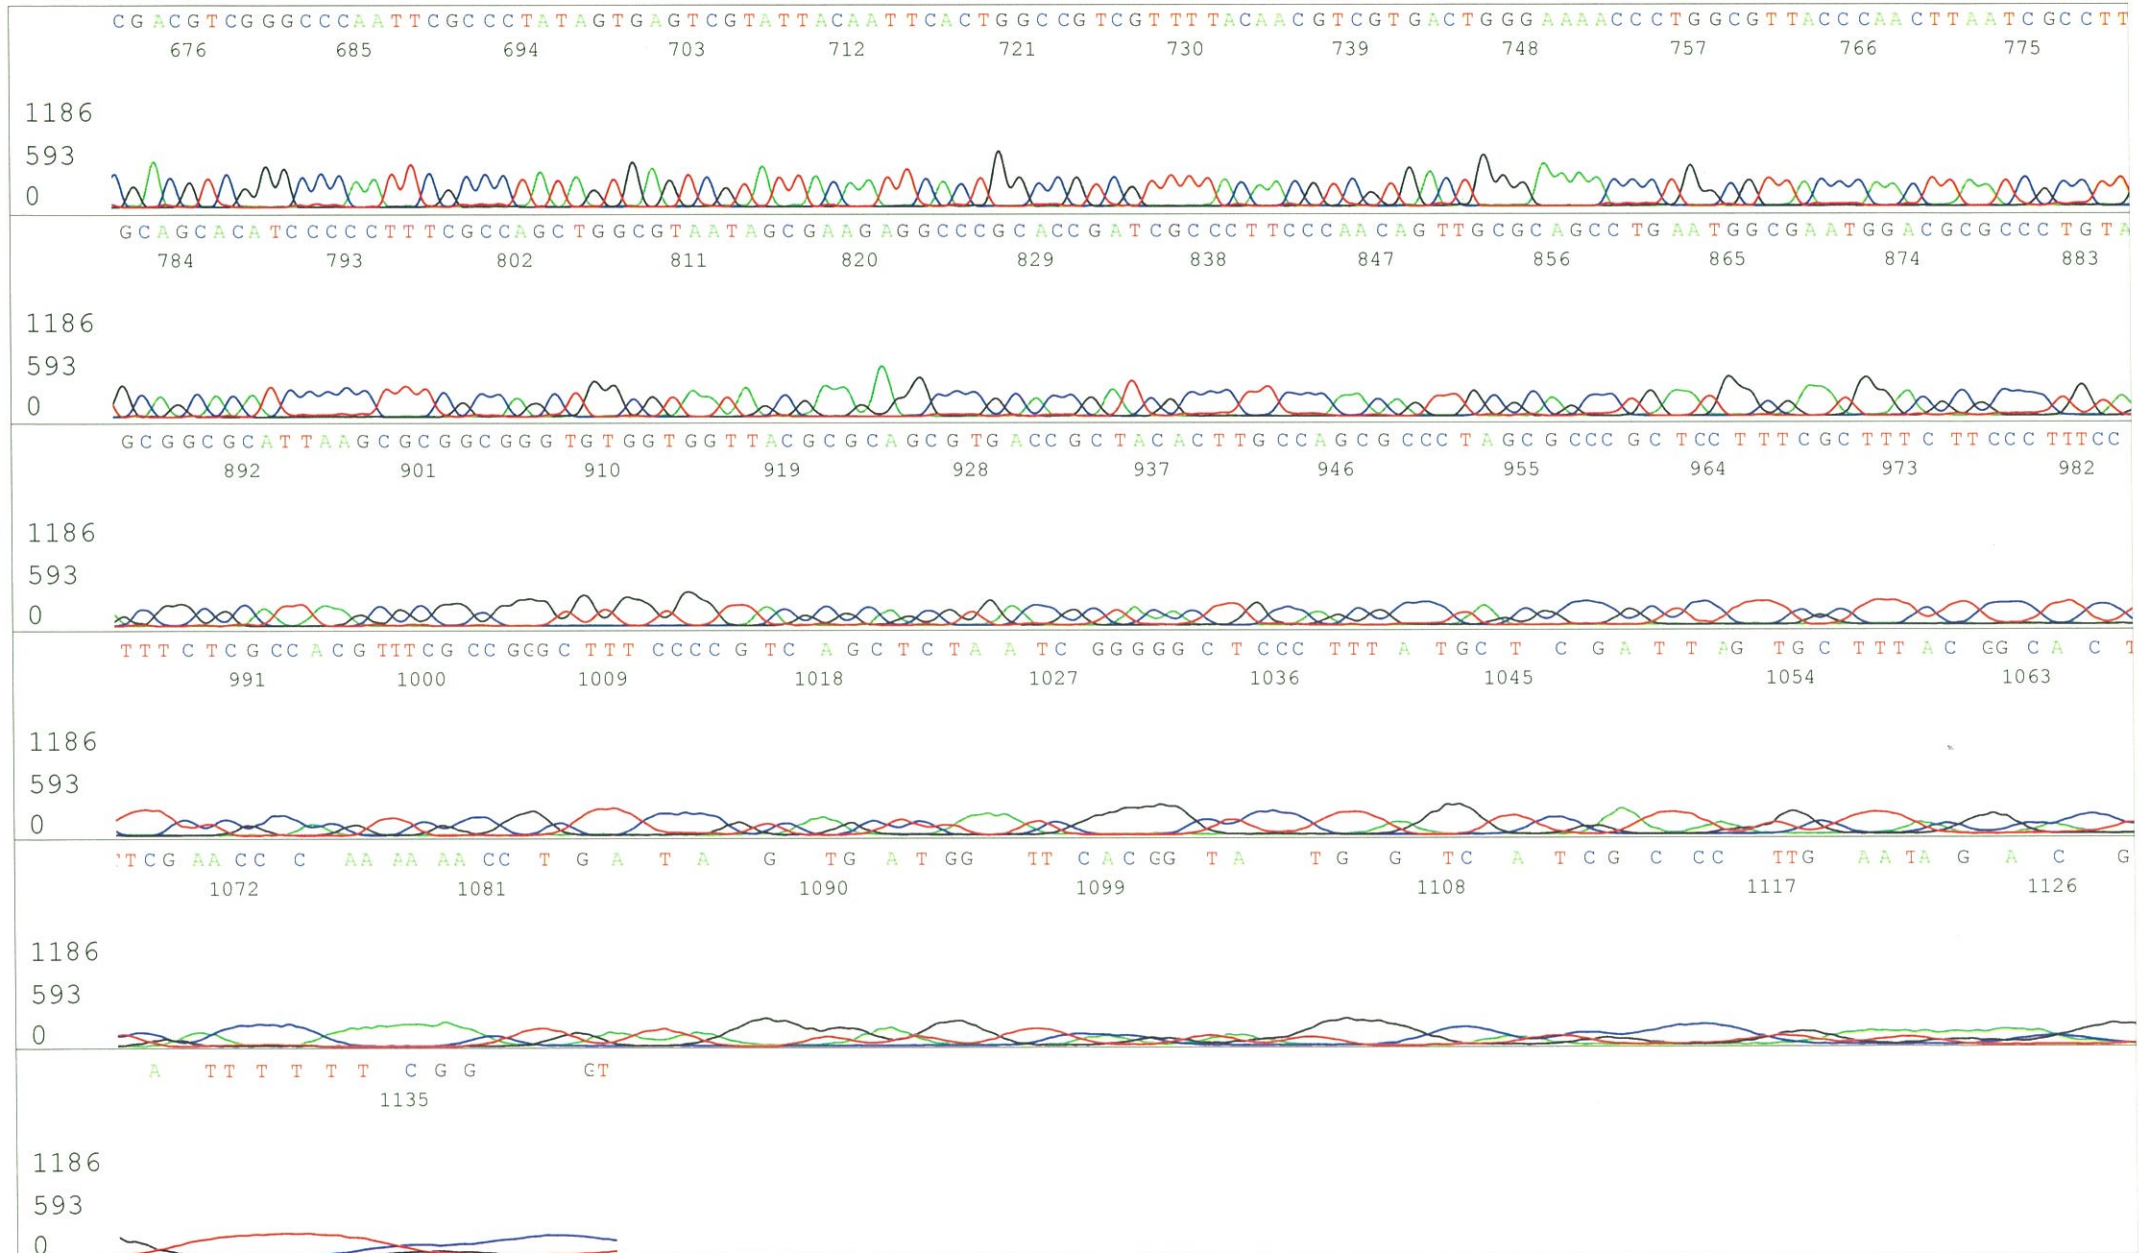 CGACGTCGGGCCCAATTCGCCCTATAGTGAGTCGTATTACAATTCACTGGCCGTCGTTTTACAACGTCGTGACTGGGAAAACCCTGGCGTTACCCAACTTAATCGCCTT
676 685 694 703 712 721 730 739 748 757 766 775
1186
593
0
GCAGCACATCCCCCTTTCGCCAGCTGGCGTAATAGCGAAGAGGCCCGCACCGATCGCCCTTCCCAACAGTTGCGCAGCCTGAATGGCGAATGGACGCGCCCTGTA
784 793 802 811 820 829 838 847 856 865 874 883
1186
593
0
GCGGCGCATTAAGCGCGGCGGGTGTGGTGGTTACGCGCAGCGTGACCGCTACACTTGCCAGCGCCCTAGCGCCCGCTCCTTTCGCTTTCTTCCCTTTCC
892 901 910 919 928 937 946 955 964 973 982
1186
593
0
TTTCTCGCCACGTTTCGCCGGGCTTTCCCCGTCAGCTCTAATCGGGGGCTCCCTTTATGCTCGATTAGTGCTTTACGGCACT
991 1000 1009 1018 1027 1036 1045 1054 1063
1186
593
0
TTCGAACCCAAAAAACCTGATAGTGATGGTTCACGGTATGGTCATCGCCCTTGAATAGACG
1072 1081 1090 1099 1108 1117 1126
1186
593
0
ATTTTTTCGGGT
1135
1186
593
0